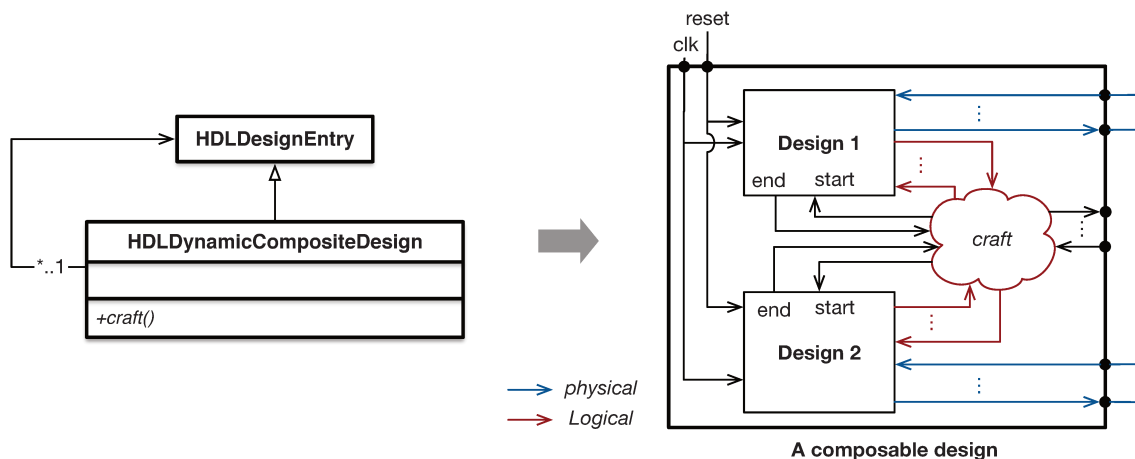 HDLDesignEntry
HDLDynamicCompositeDesign
*..1
+craft()
reset
clk
Design 1
end start
craft
end start
Design 2
physical
Logical
A composable design